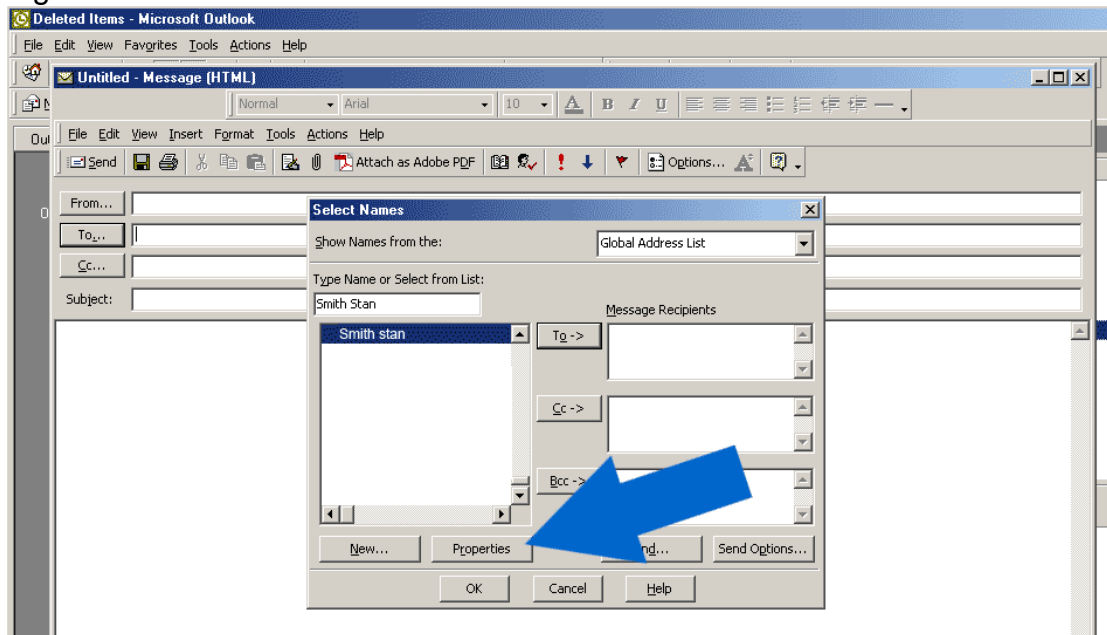 Deleted Items - Microsoft Outlook
File Edit View Favorites Tools Actions Help
Untitled - Message (HTML)
Normal Arial 10 A B I U
File Edit View Insert Format Tools Actions Help
Send Attach as Adobe PDF Options...
From...
To...
Cc...
Subject:
Select Names
Show Names from the: Global Address List
Type Name or Select from List:
Smith Stan
Message Recipients
Smith stan
To ->
Cc ->
Bcc ->
New... Properties Send Options...
OK Cancel Help